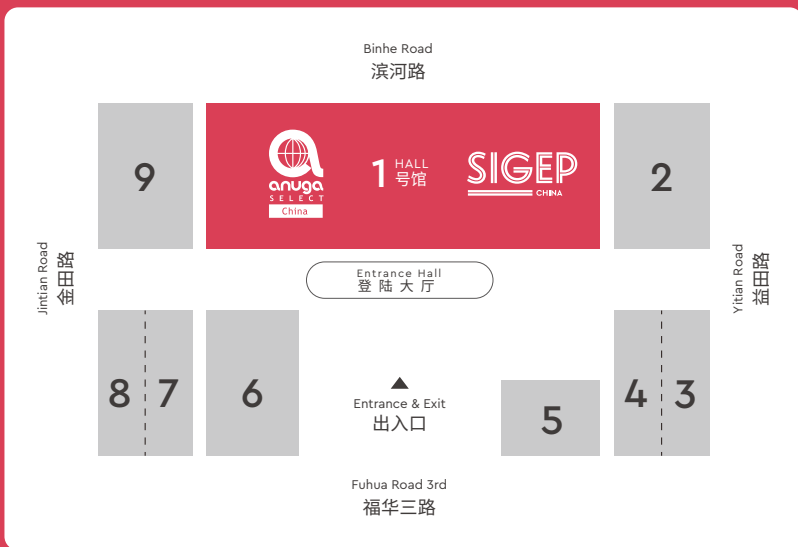 Binhe Road
滨河路
9
anuga
SELECT
China
1 HALL
号馆
SIGEP
CHINA
2
Jintian Road
金田路
Entrance Hall
登陆大厅
Yitian Road
益田路
8 7
6
Entrance & Exit
出入口
5
4 3
Fuhua Road 3rd
福华三路